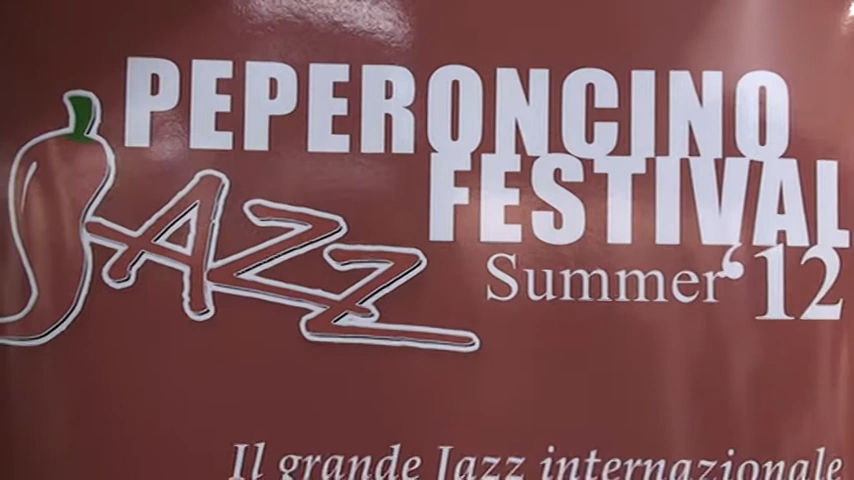 PEPERONCINO
JAZZ FESTIVAL
Summer '12
Il grande Jazz internazionale